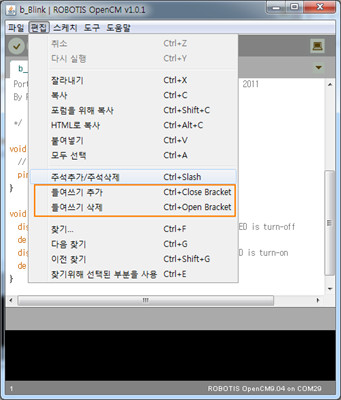 b_Blink | ROBOTIS OpenCM v1.0.1
파일 편집 스케치 도구 도움말
취소 Ctrl+Z
다시 실행 Ctrl+Y
잘라내기 Ctrl+X
복사 Ctrl+C
포럼을 위해 복사 Ctrl+Shift+C
HTML로 복사 Ctrl+Alt+C
붙여넣기 Ctrl+V
모두 선택 Ctrl+A
주석추가/주석삭제 Ctrl+Slash
들여쓰기 추가 Ctrl+Close Bracket
들여쓰기 삭제 Ctrl+Open Bracket
찾기... Ctrl+F
다음 찾기 Ctrl+G
이전 찾기 Ctrl+Shift+G
찾기위해 선택된 부분을 사용 Ctrl+E
b_
Por 2011
By
*/
void
//
pi
}
void
di ED is turn-off
de
di D is turn-on
de
}
1 ROBOTIS OpenCM9.04 on COM29